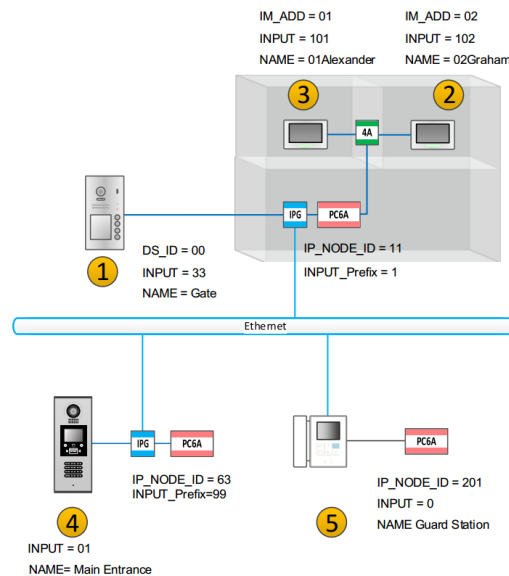 IM_ADD = 01
INPUT = 101
NAME = 01Alexander
IM_ADD = 02
INPUT = 102
NAME = 02Graham
3
2
4A
IPG
PC6A
1
DS_ID = 00
INPUT = 33
NAME = Gate
IP_NODE_ID = 11
INPUT_Prefix = 1
Ethernet
IPG
PC6A
PC6A
IP_NODE_ID = 63
INPUT_Prefix=99
IP_NODE_ID = 201
INPUT = 0
NAME Guard Station
4
5
INPUT = 01
NAME= Main Entrance